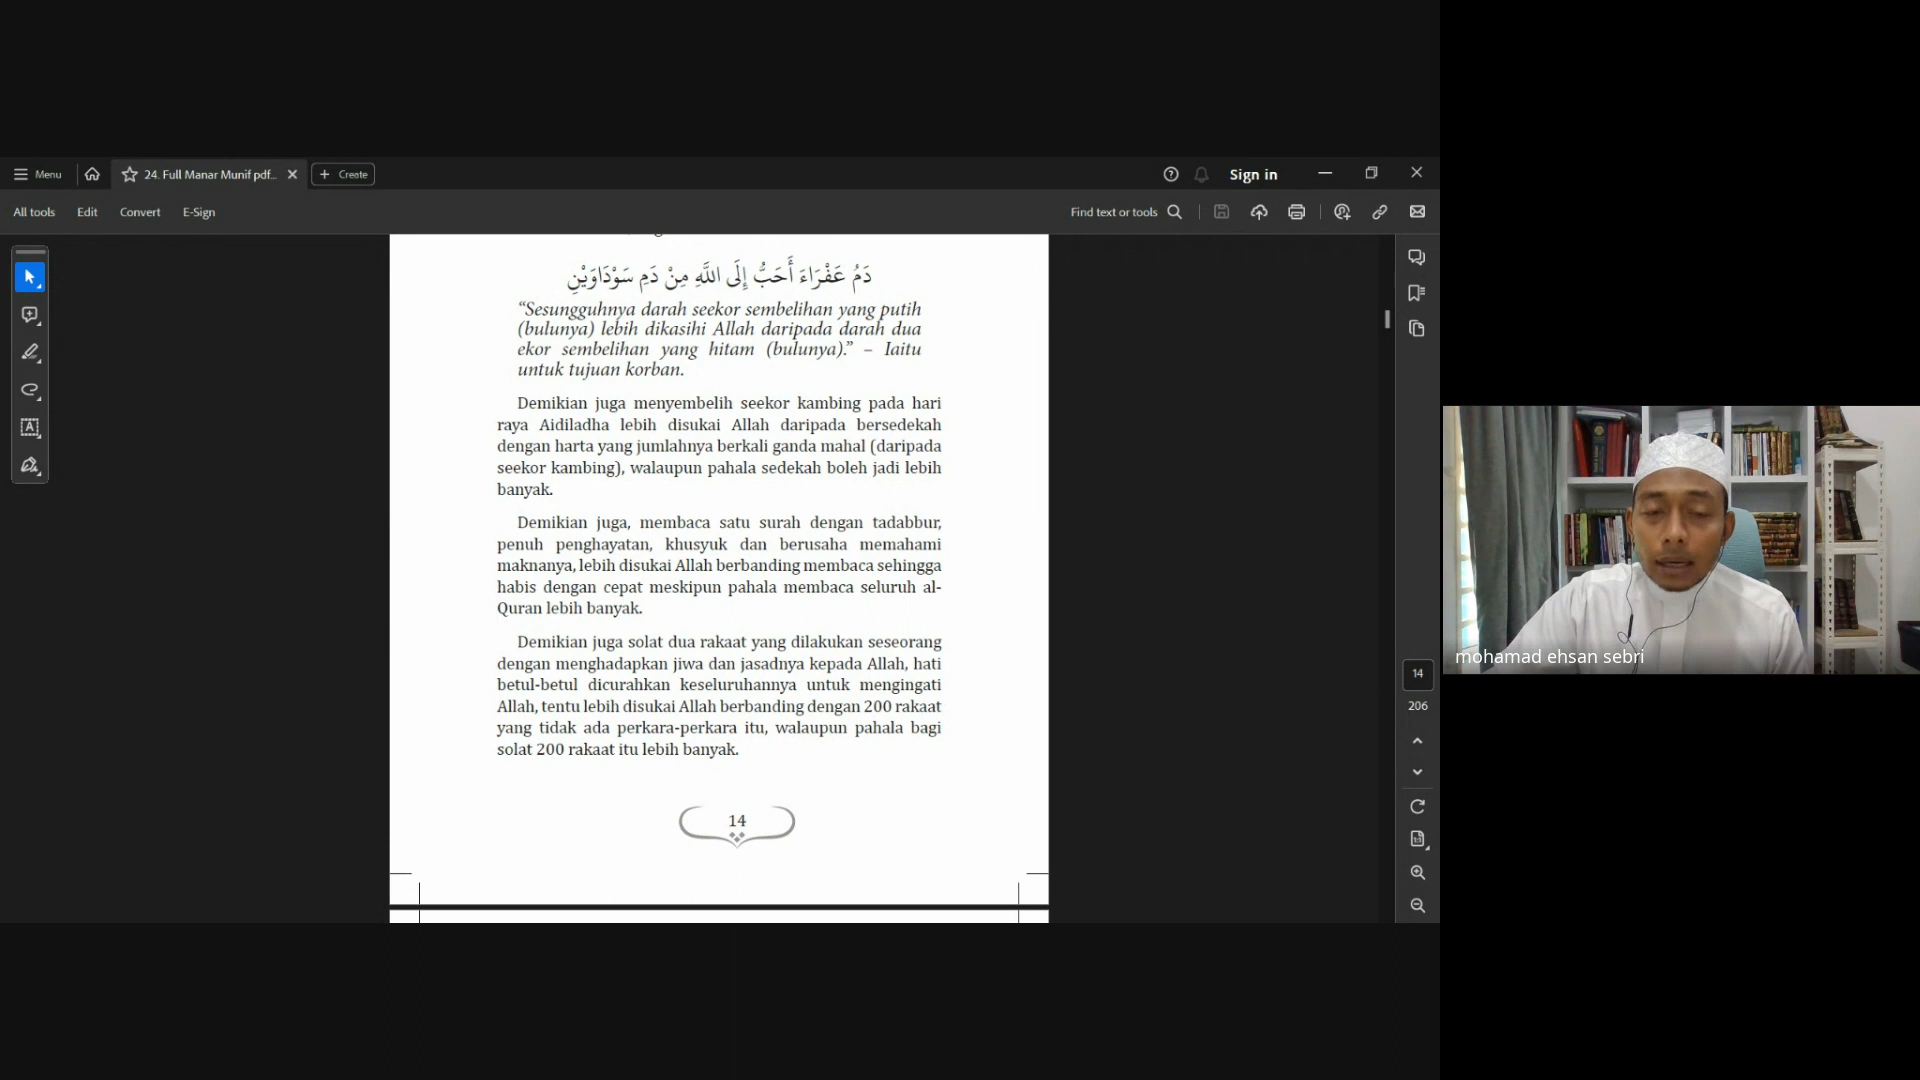 Menu
24. Full Manar Munif pdf...
Create
Sign in
All tools
Edit
Convert
E-Sign
Find text or tools
دَمُ عَفْرَاءَ أَحَبُّ إِلَى اللَّهِ مِنْ دَمِ سَوْدَاوَيْنِ
“Sesungguhnya darah seekor sembelihan yang putih
(bulunya) lebih dikasihi Allah daripada darah dua
ekor sembelihan yang hitam (bulunya).” – Iaitu
untuk tujuan korban.
Demikian juga menyembelih seekor kambing pada hari
raya Aidiladha lebih disukai Allah daripada bersedekah
dengan harta yang jumlahnya berkali ganda mahal (daripada
seekor kambing), walaupun pahala sedekah boleh jadi lebih
banyak.
Demikian juga, membaca satu surah dengan tadabbur,
penuh penghayatan, khusyuk dan berusaha memahami
maknanya, lebih disukai Allah berbanding membaca sehingga
habis dengan cepat meskipun pahala membaca seluruh al-
Quran lebih banyak.
Demikian juga solat dua rakaat yang dilakukan seseorang
dengan menghadapkan jiwa dan jasadnya kepada Allah, hati
betul-betul dicurahkan keseluruhannya untuk mengingati
Allah, tentu lebih disukai Allah berbanding dengan 200 rakaat
yang tidak ada perkara-perkara itu, walaupun pahala bagi
solat 200 rakaat itu lebih banyak.
14
14
206
mohamad ehsan sebri